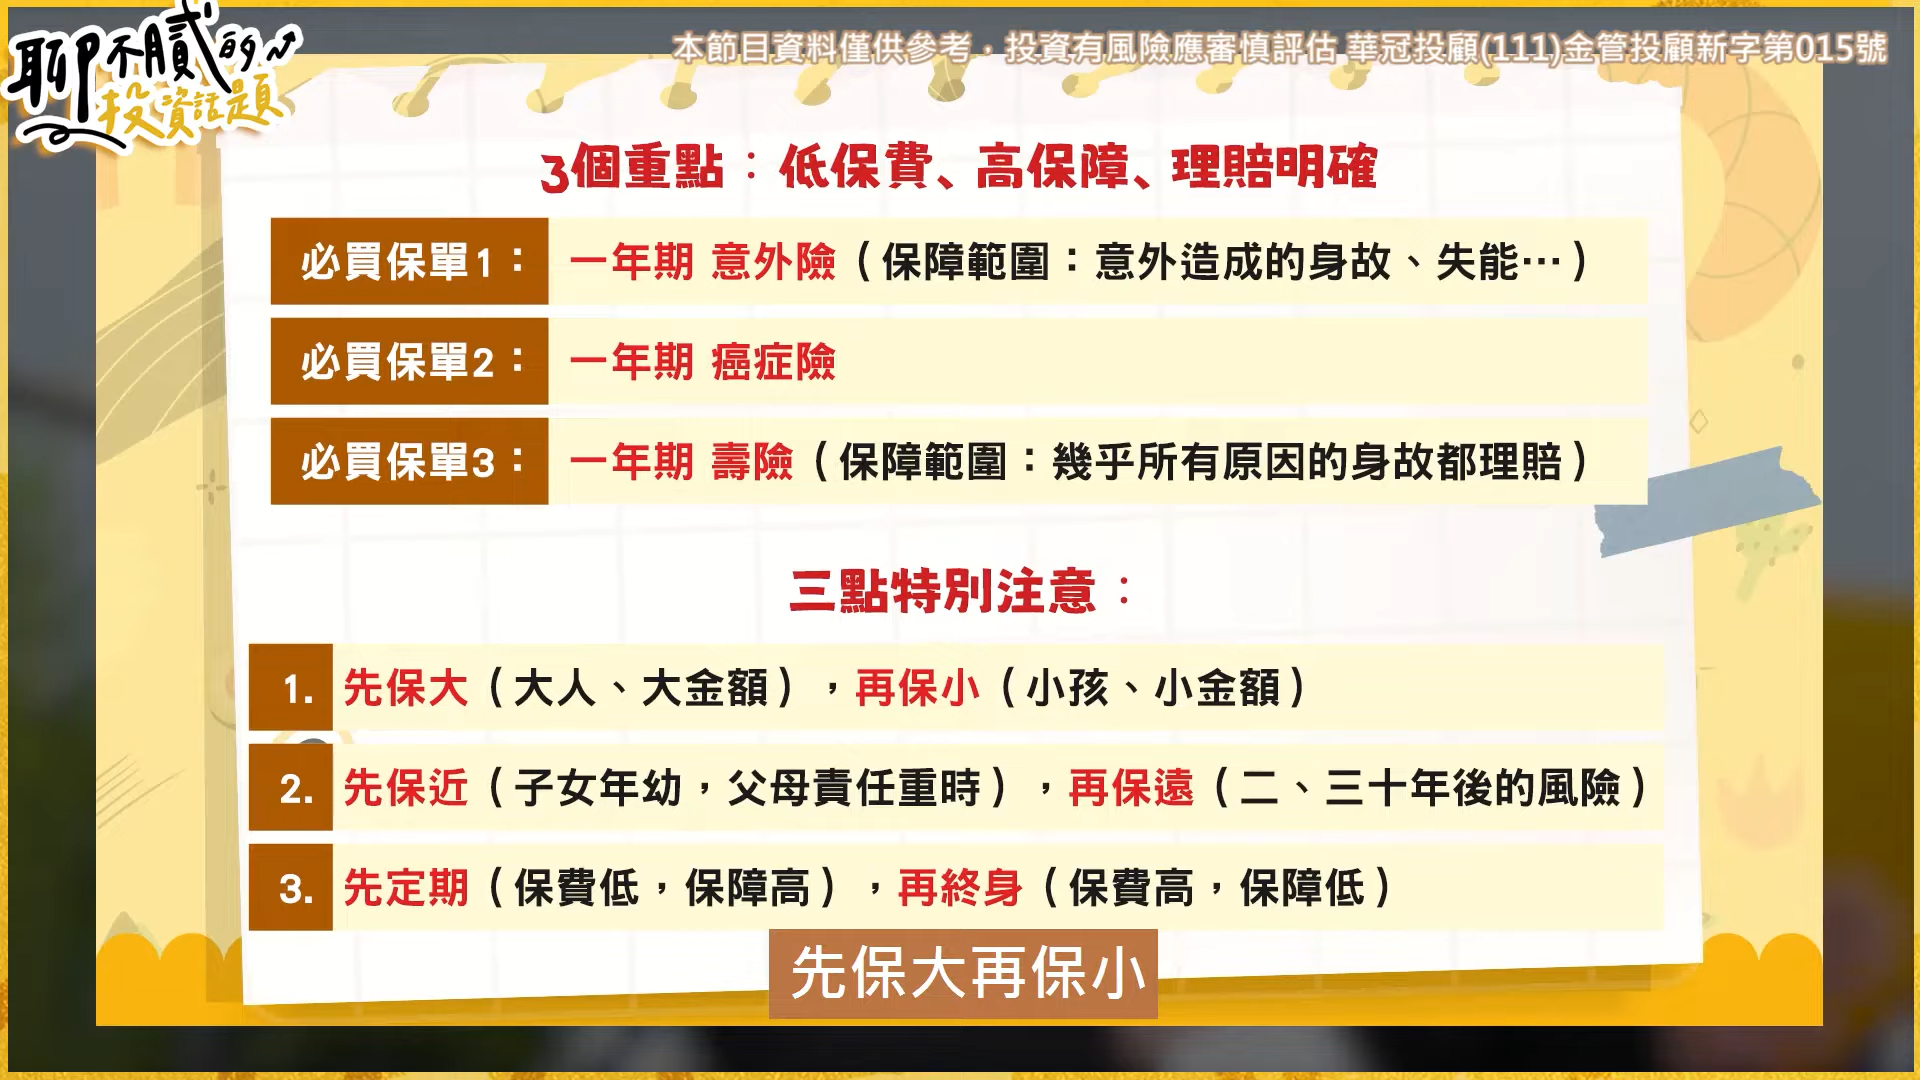 聊不膩的
投資話題
本節目資料僅供參考，投資有風險應審慎評估 華冠投顧(111)金管投顧新字第015號
3個重點：低保費、高保障、理賠明確
必買保單1： 一年期 意外險（保障範圍：意外造成的身故、失能…）
必買保單2： 一年期 癌症險
必買保單3： 一年期 壽險（保障範圍：幾乎所有原因的身故都理賠）
三點特別注意：
1. 先保大（大人、大金額），再保小（小孩、小金額）
2. 先保近（子女年幼，父母責任重時），再保遠（二、三十年後的風險）
3. 先定期（保費低，保障高），再終身（保費高，保障低）
先保大再保小